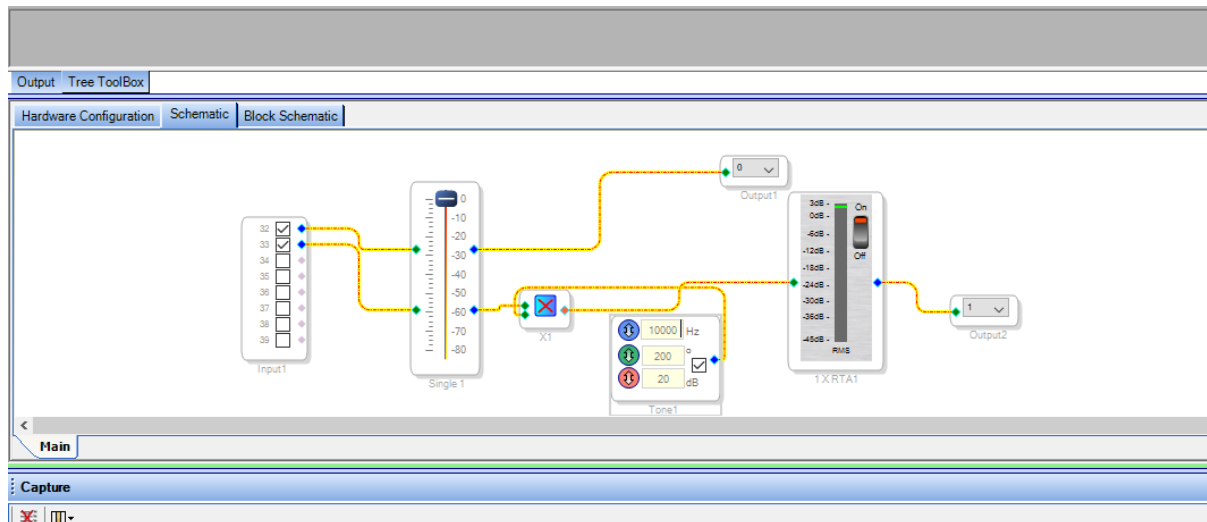 Output Tree ToolBox
Hardware Configuration Schematic Block Schematic
32
33
34
35
36
37
38
39
Input1
0
-10
-20
-30
-40
-50
-60
-70
-80
Single 1
X1
10000 Hz
200 °
20 dB
Tone1
0
Output1
3dB -
0dB -
-6dB -
-12dB -
-18dB -
-24dB -
-30dB -
-36dB -
-45dB -
On
Off
RMS
1 X RTA1
1
Output2
Main
Capture